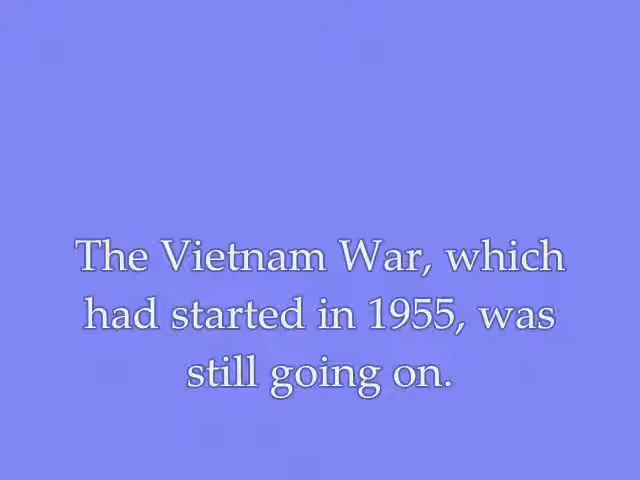 The Vietnam War, which
had started in 1955, was
still going on.